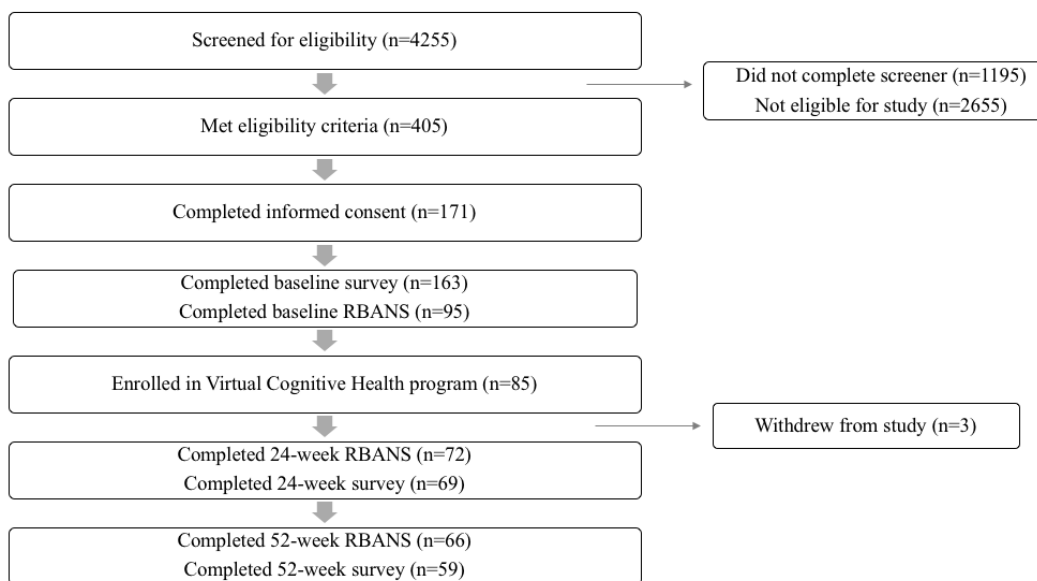 Screened for eligibility (n=4255)
Did not complete screener (n=1195)
Not eligible for study (n=2655)
Met eligibility criteria (n=405)
Completed informed consent (n=171)
Completed baseline survey (n=163)
Completed baseline RBANS (n=95)
Enrolled in Virtual Cognitive Health program (n=85)
Withdrew from study (n=3)
Completed 24-week RBANS (n=72)
Completed 24-week survey (n=69)
Completed 52-week RBANS (n=66)
Completed 52-week survey (n=59)